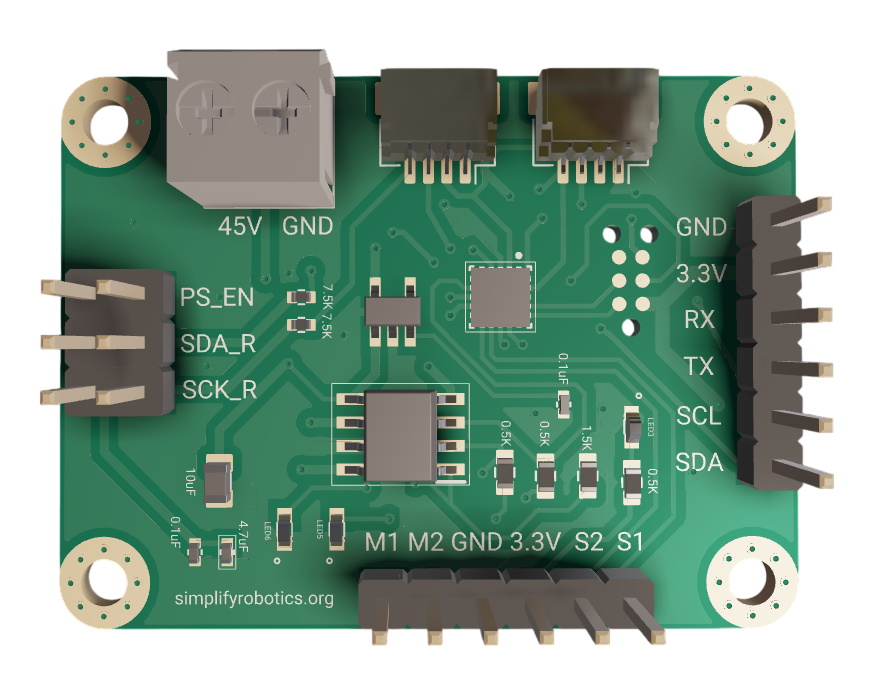 45V GND
GND
3.3V
RX
TX
SCL
SDA
PS_EN
SDA_R
SCK_R
7.5K 7.5K
0.1uF
LED3
0.5K
0.5K
1.5K
0.5K
10uF
0.1uF
4.7uF
LED6
LED5
M1 M2 GND 3.3V S2 S1
simplifyrobotics.org